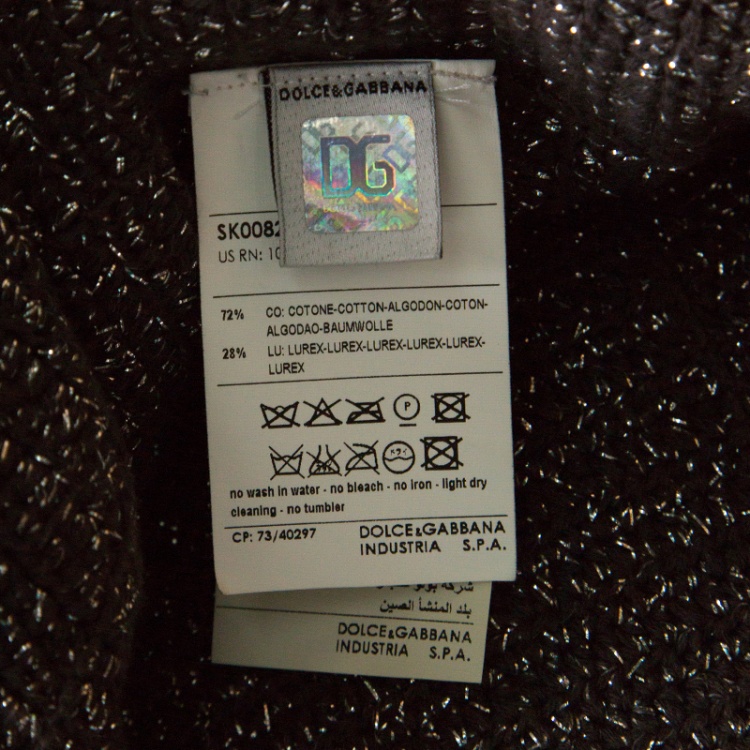 DOLCE&GABBANA
DG
SK0082
US RN: 10
72% CO: COTONE-COTTON-ALGODON-COTON-
ALGODAO-BAUMWOLLE
28% LU: LUREX-LUREX-LUREX-LUREX-LUREX-
LUREX
P
no wash in water - no bleach - no iron - light dry
cleaning - no tumbler
CP: 73/40297 DOLCE&GABBANA
INDUSTRIA S.P.A.
شركة
بلد المنشأ الصين
DOLCE&GABBANA
INDUSTRIA S.P.A.